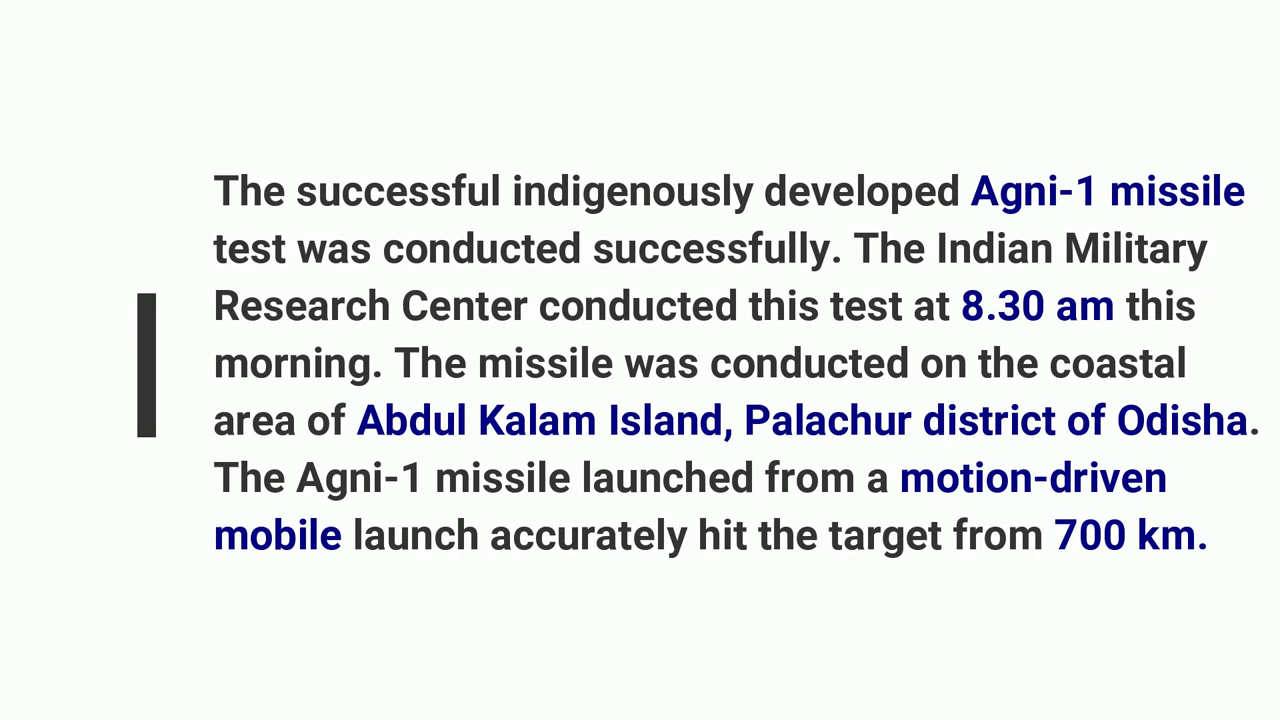 The successful indigenously developed Agni-1 missile
test was conducted successfully. The Indian Military
Research Center conducted this test at 8.30 am this
morning. The missile was conducted on the coastal
area of Abdul Kalam Island, Palachur district of Odisha.
The Agni-1 missile launched from a motion-driven
mobile launch accurately hit the target from 700 km.